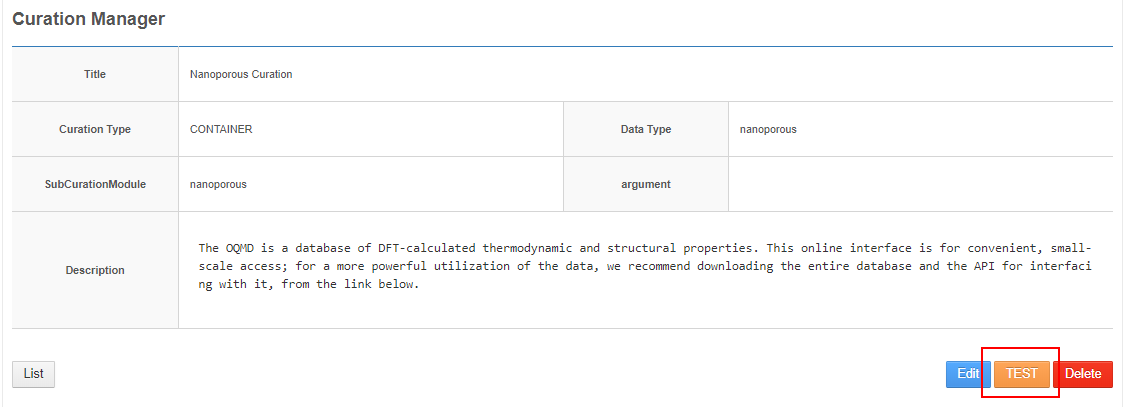 Curation Manager
Title
Nanoporous Curation
Curation Type
CONTAINER
Data Type
nanoporous
SubCurationModule
nanoporous
argument
Description
The OQMD is a database of DFT-calculated thermodynamic and structural properties. This online interface is for convenient, small-
scale access; for a more powerful utilization of the data, we recommend downloading the entire database and the API for interfaci
ng with it, from the link below.
List
Edit
TEST
Delete